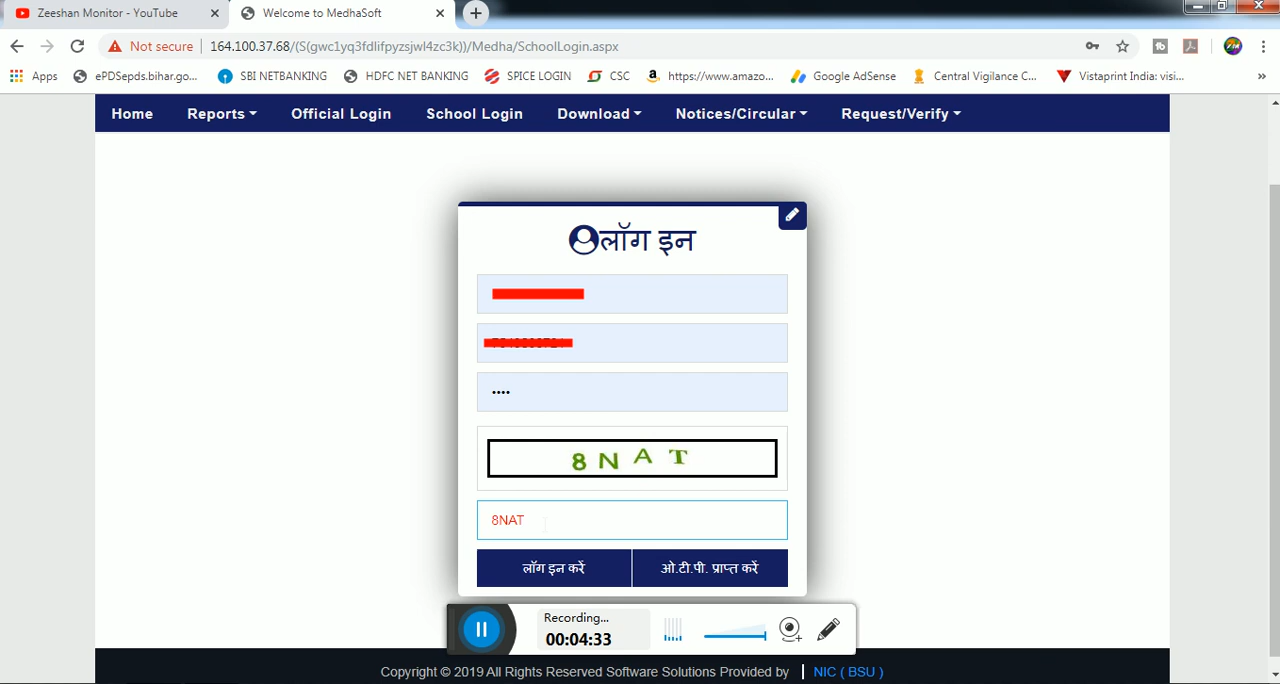 Zeeshan Monitor - YouTube
Welcome to MedhaSoft
Not secure
164.100.37.68/(S(gwc1yq3fdlifpyzsjwl4zc3k))/Medha/SchoolLogin.aspx
Apps
ePDSepds.bihar.go...
SBI NETBANKING
HDFC NET BANKING
SPICE LOGIN
CSC
https://www.amazo...
Google AdSense
Central Vigilance C...
Vistaprint India: visi...
Home
Reports
Official Login
School Login
Download
Notices/Circular
Request/Verify
लॉग इन
8 N A T
8NAT
लॉग इन करें
ओ.टी.पी. प्राप्त करें
Recording...
00:04:33
Copyright © 2019 All Rights Reserved Software Solutions Provided by | NIC ( BSU )